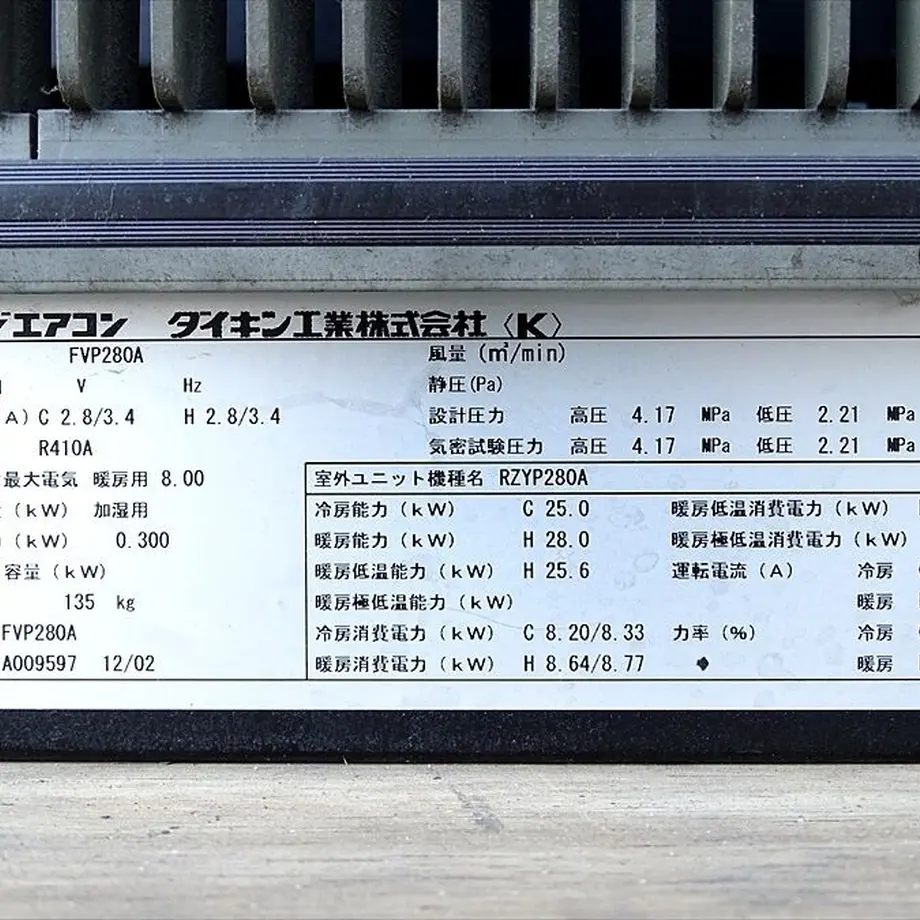 エアコン ダイキン工業株式会社〈K〉
FVP280A 風量 (㎥/min)
V Hz 静圧(Pa)
A) C 2.8/3.4 H 2.8/3.4 設計圧力 高圧 4.17 MPa 低圧 2.21 MPa
R410A 気密試験圧力 高圧 4.17 MPa 低圧 2.21 MPa
最大電気 暖房用 8.00 室外ユニット機種名 RZYP280A
(kW) 加湿用 冷房能力 (kW) C 25.0 暖房低温消費電力 (kW)
(kW) 0.300 暖房能力 (kW) H 28.0 暖房極低温消費電力 (kW)
容量 (kW) 暖房低温能力 (kW) H 25.6 運転電流 (A) 冷房
135 kg 暖房極低温能力 (kW) 暖房
FVP280A 冷房消費電力 (kW) C 8.20/8.33 力率 (%) 冷房
A009597 12/02 暖房消費電力 (kW) H 8.64/8.77 暖房